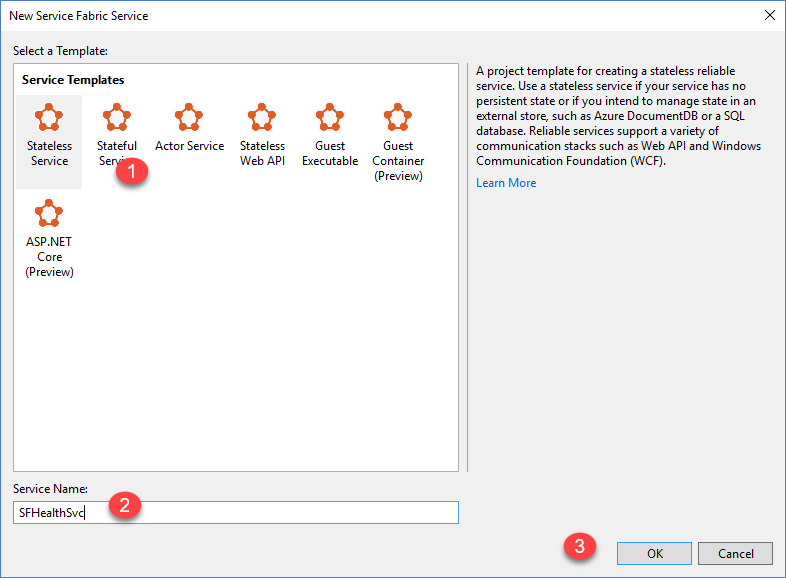 New Service Fabric Service
Select a Template:
Service Templates
Stateless
Service
Stateful
Service
1
Actor Service
Stateless
Web API
Guest
Executable
Guest
Container
(Preview)
ASP.NET
Core
(Preview)
A project template for creating a stateless reliable
service. Use a stateless service if your service has no
persistent state or if you intend to manage state in an
external store, such as Azure DocumentDB or a SQL
database. Reliable services support a variety of
communication stacks such as Web API and Windows
Communication Foundation (WCF).
Learn More
Service Name:
2
SFHealthSvc
3
OK
Cancel